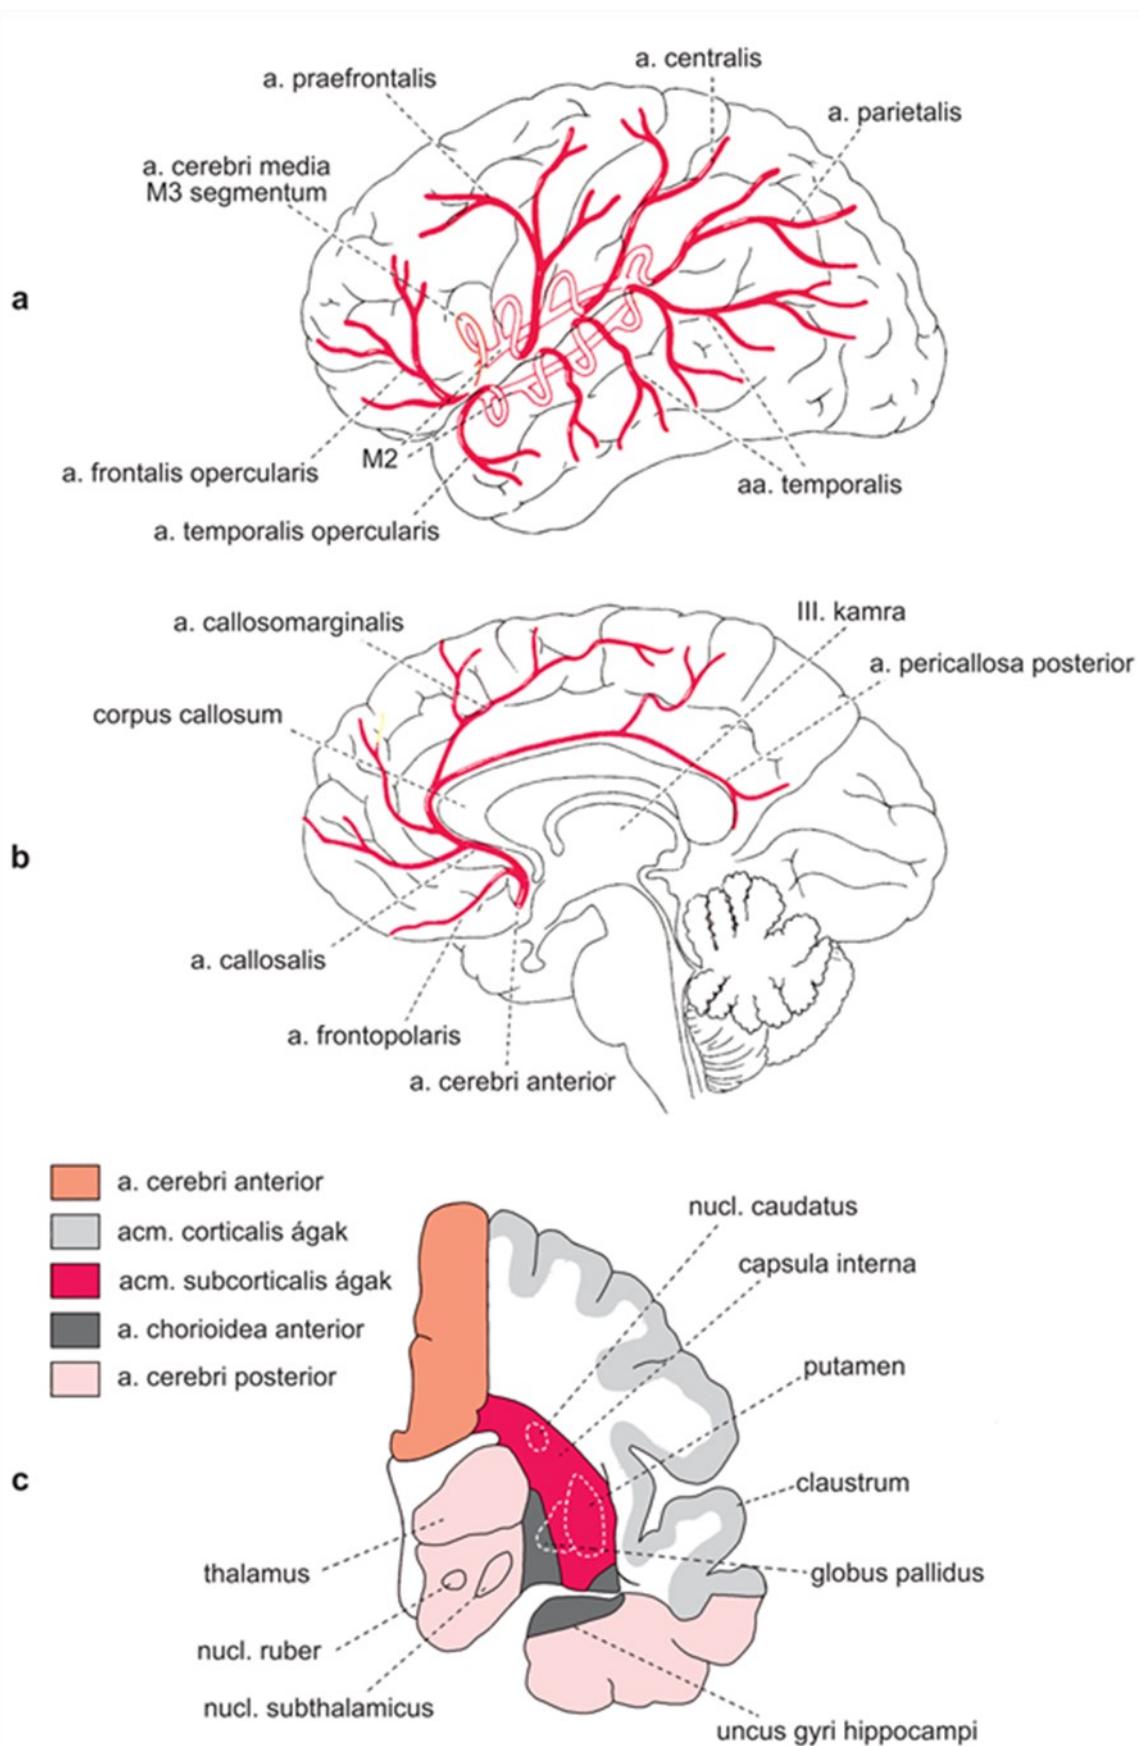 a. centralis
a. praefrontalis
a. parietalis
a. cerebri media
M3 segmentum
a
M2
a. frontalis opercularis
aa. temporalis
a. temporalis opercularis
III. kamra
a. callosomarginalis
a. pericallosa posterior
corpus callosum
b
a. callosalis
a. frontopolaris
a. cerebri anterior
a. cerebri anterior
acm. corticalis ágak
acm. subcorticalis ágak
a. chorioidea anterior
a. cerebri posterior
nucl. caudatus
capsula interna
putamen
c
claustrum
thalamus
globus pallidus
nucl. ruber
nucl. subthalamicus
uncus gyri hippocampi